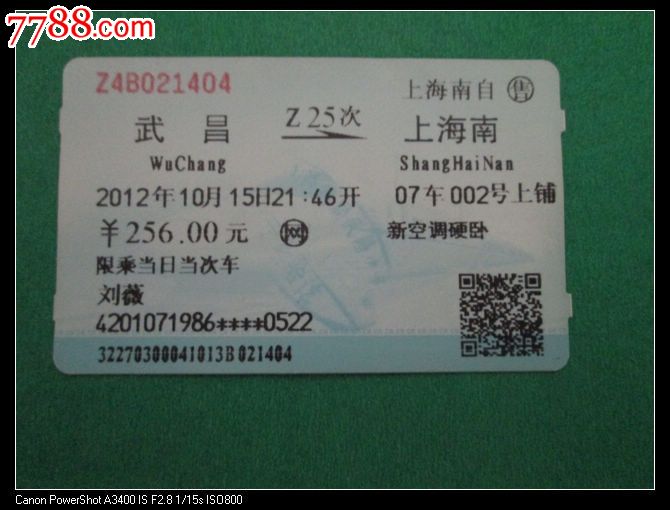 7788.com
Z4B021404
上海南自 售
武昌 Z25次 上海南
WuChang ShangHaiNan
2012年10月15日21:46开 07车002号上铺
￥256.00元 网 新空调硬卧
限乘当日当次车
刘薇
4201071986****0522
32270300041013B021404
Canon PowerShot A3400 IS F2.8 1/15s ISO800